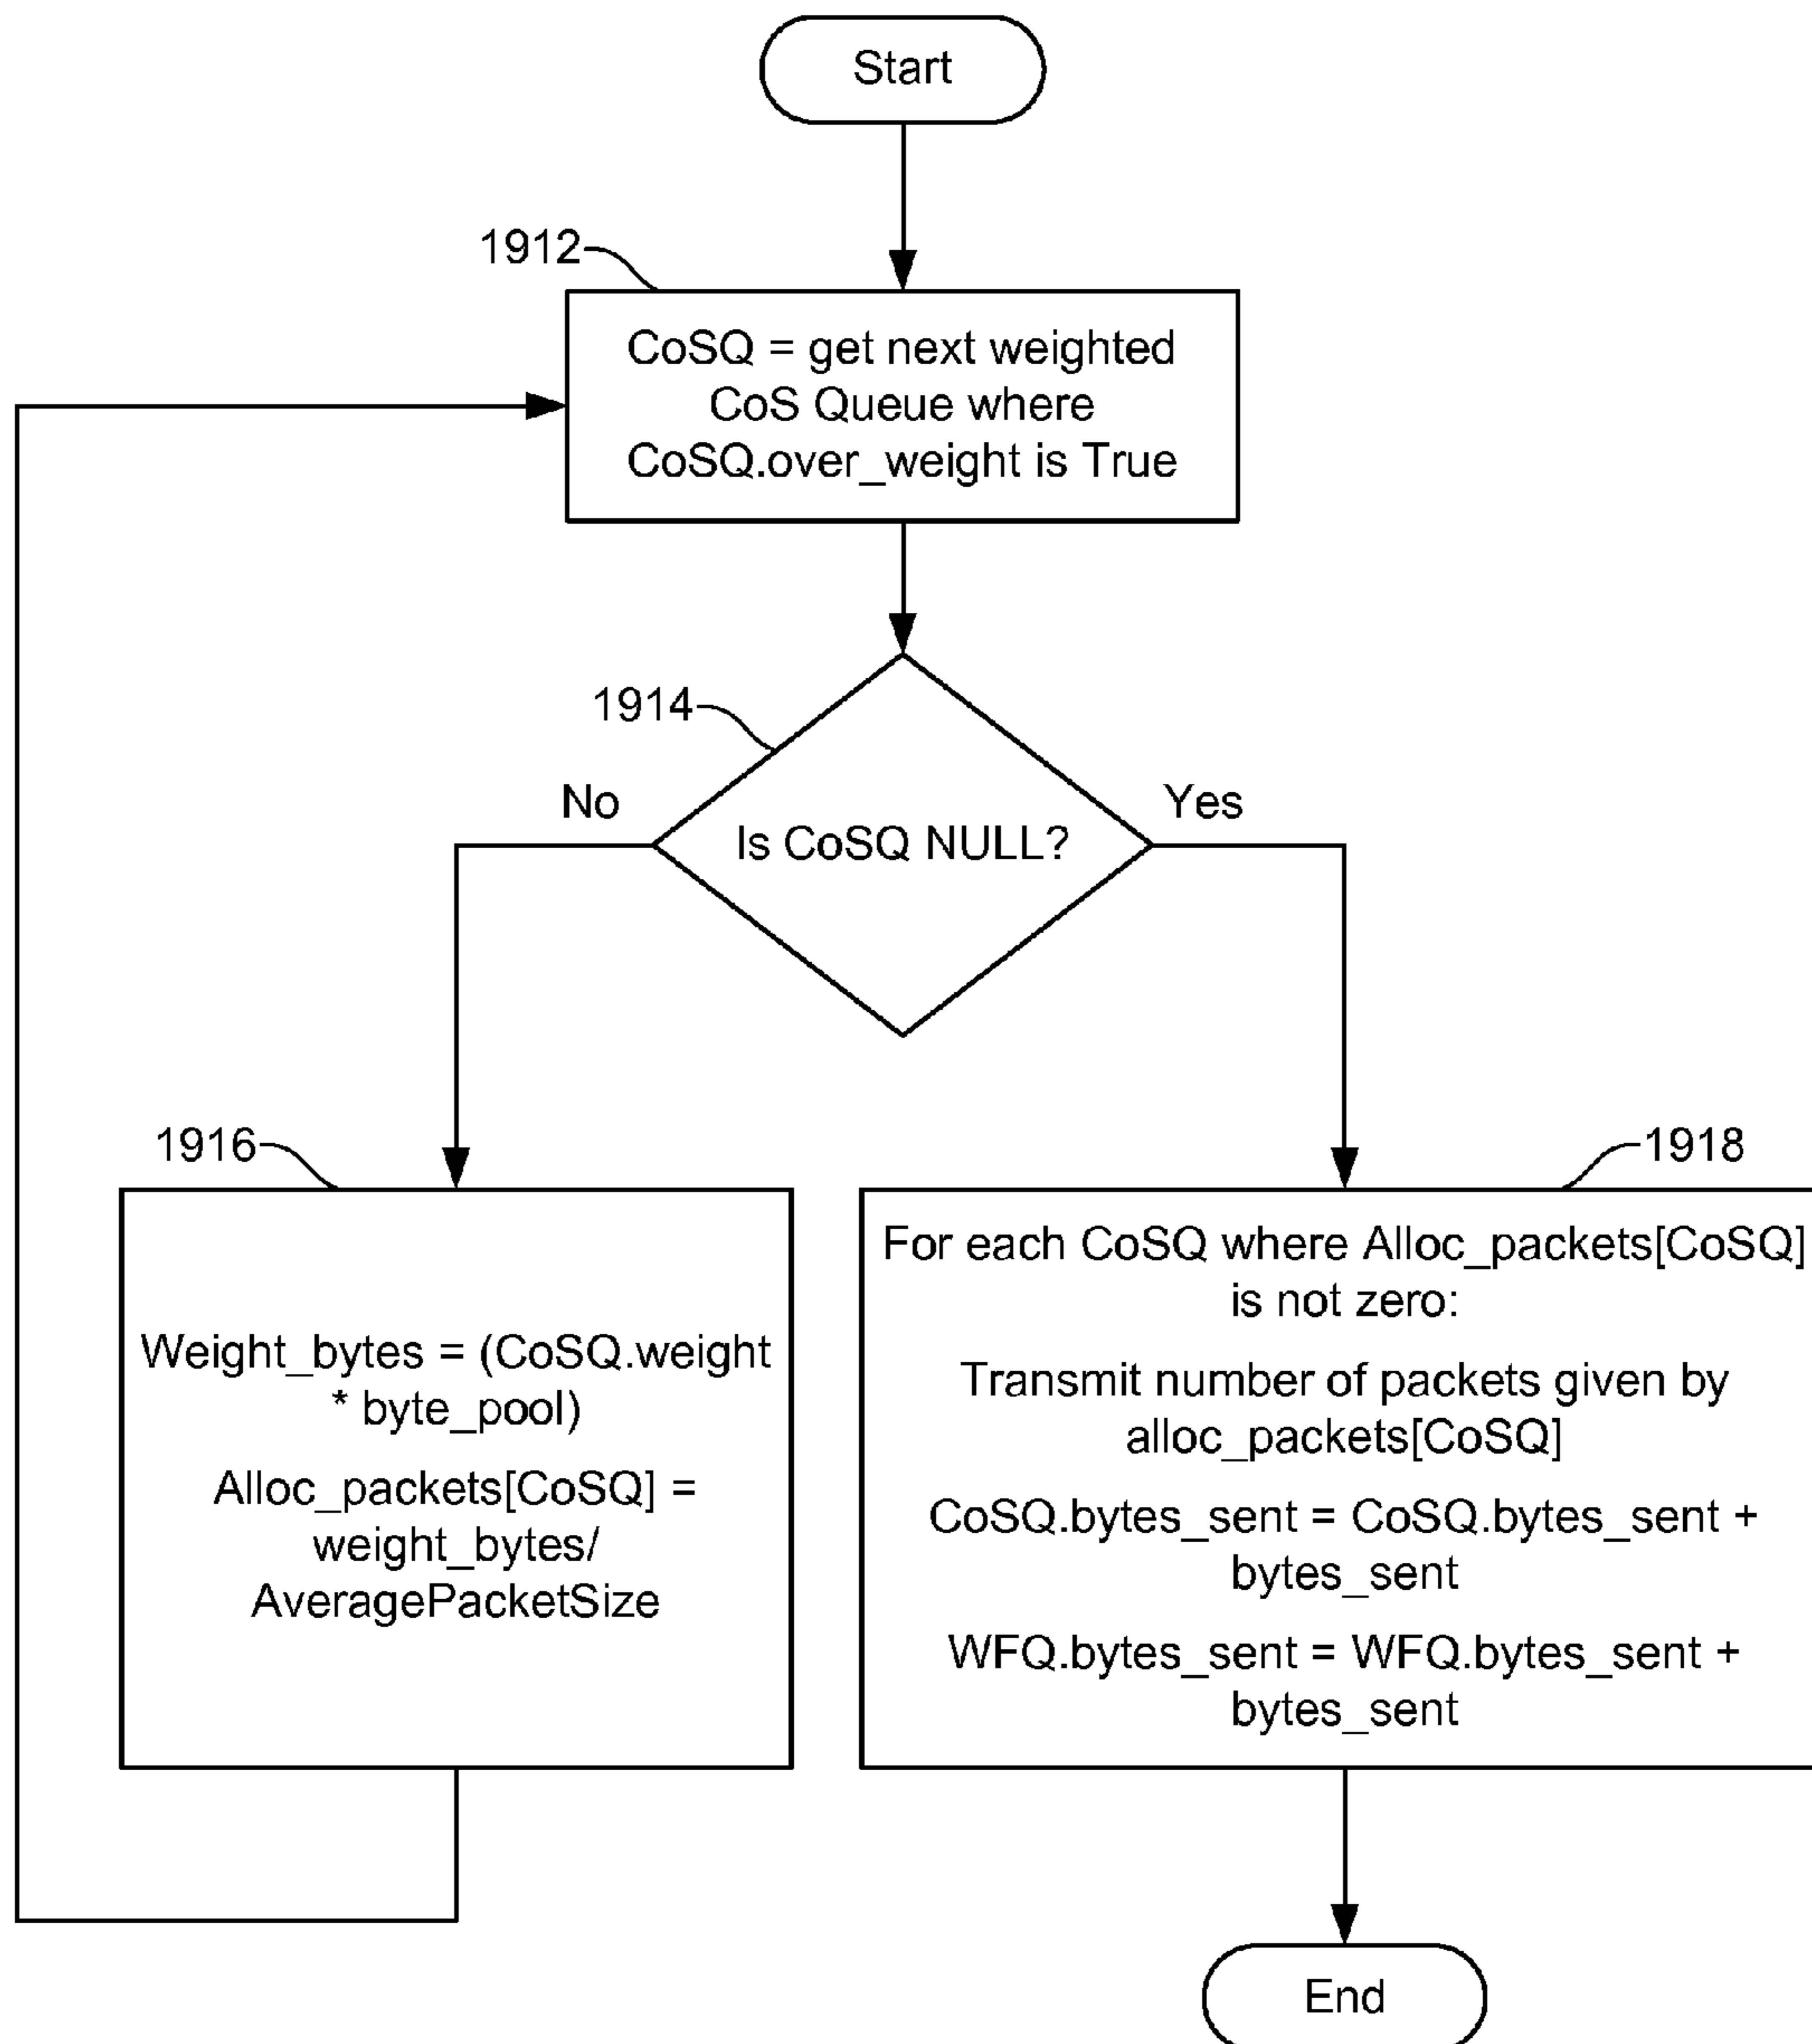 Start
1912
CoSQ = get next weighted
CoS Queue where
CoSQ.over_weight is True
1914
No
Yes
Is CoSQ NULL?
1916
1918
Weight_bytes = (CoSQ.weight
* byte_pool)
Alloc_packets[CoSQ] =
weight_bytes/
AveragePacketSize
For each CoSQ where Alloc_packets[CoSQ]
is not zero:
Transmit number of packets given by
alloc_packets[CoSQ]
CoSQ.bytes_sent = CoSQ.bytes_sent +
bytes_sent
WFQ.bytes_sent = WFQ.bytes_sent +
bytes_sent
End